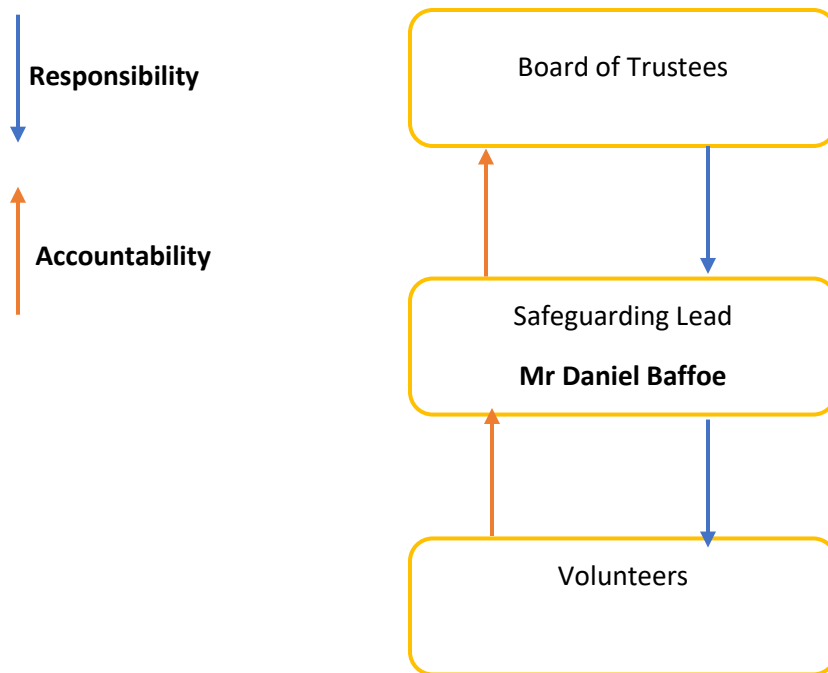 Responsibility
Accountability
Board of Trustees
Safeguarding Lead
Mr Daniel Baffoe
Volunteers